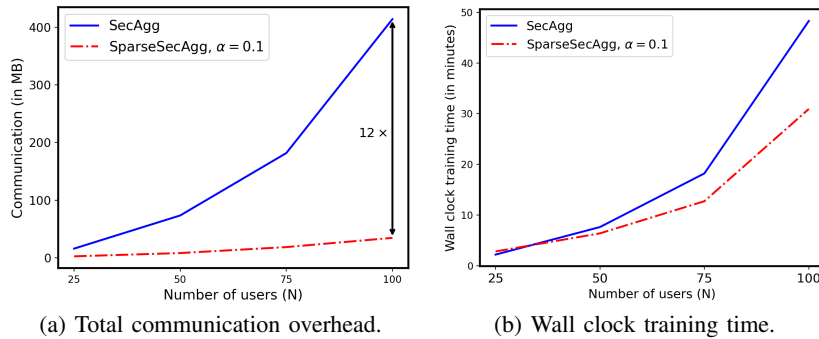 SecAgg
SparseSecAgg, α = 0.1
Communication (in MB)
400
300
200
100
0
12 ×
25 50 75 100
Number of users (N)
(a) Total communication overhead.
SecAgg
SparseSecAgg, α = 0.1
Wall clock training time (in minutes)
50
40
30
20
10
0
25 50 75 100
Number of users (N)
(b) Wall clock training time.